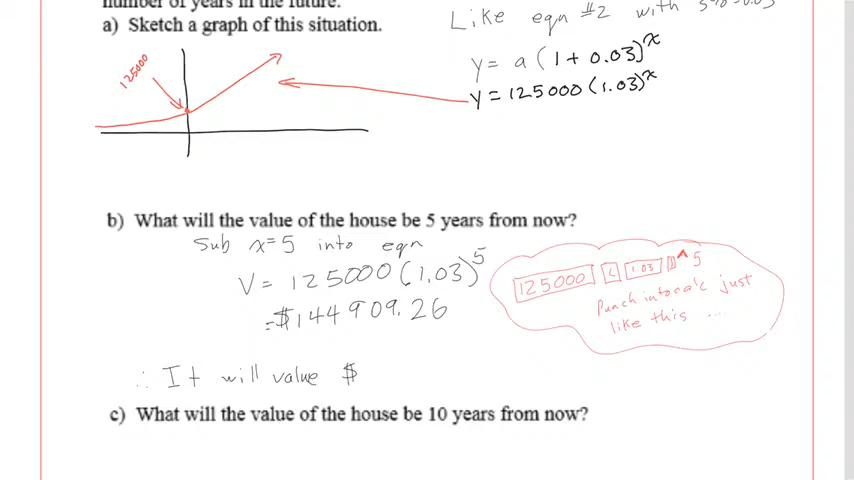 number of years in the future.
Like eqn #2 with
a) Sketch a graph of this situation.
y = a(1 + 0.03)^x
125000
y = 125000(1.03)^x
b) What will the value of the house be 5 years from now?
Sub x=5 into eqn
V = 125000(1.03)^5
125000 ( 1.03 ) ^ 5
Punch into calc just
like this ...
=$144909.26
∴ It will value $
c) What will the value of the house be 10 years from now?